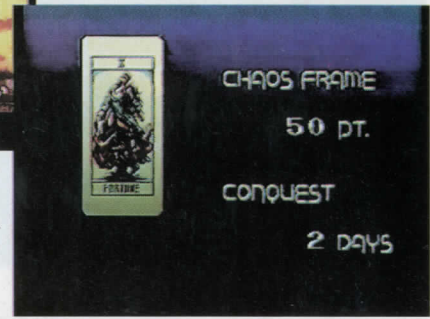 X
FORTUNE
CHAOS FRAME
50 PT.
CONQUEST
2 DAYS